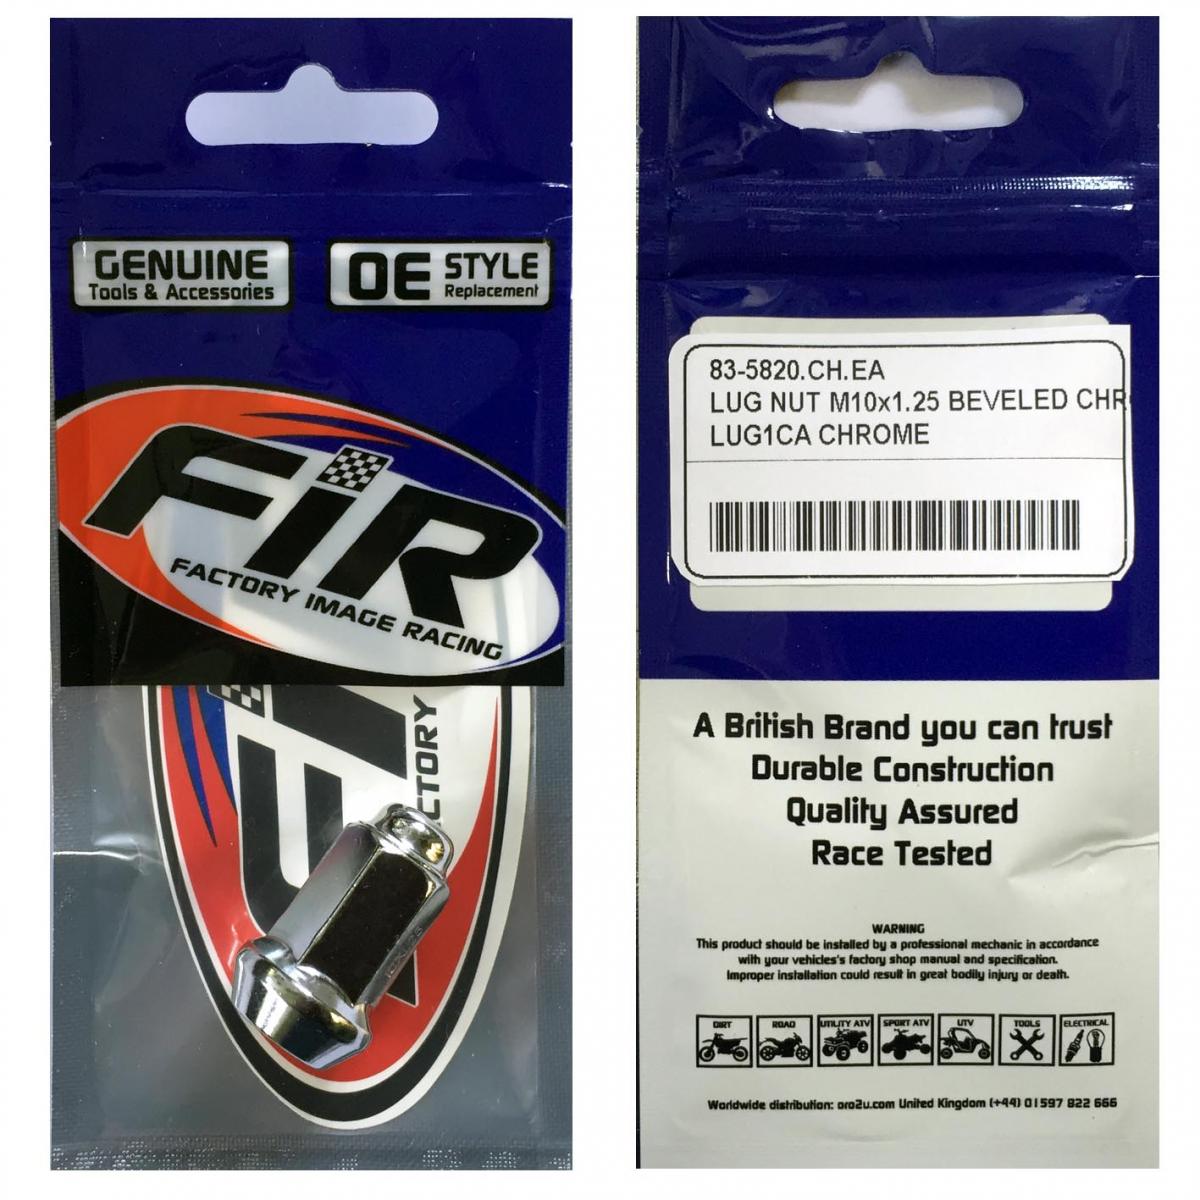 GENUINE
Tools & Accessories
OE STYLE
Replacement
FiR
FACTORY IMAGE RACING
CTORY
83-5820.CH.EA
LUG NUT M10x1.25 BEVELED CHR
LUG1CA CHROME
A British Brand you can trust
Durable Construction
Quality Assured
Race Tested
WARNING
This product should be installed by a professional mechanic in accordance
with your vehicles's factory shop manual and specification.
Improper installation could result in great bodily injury or death.
DIRT ROAD UTILITY ATV SPORT ATV UTV TOOLS ELECTRICAL
Worldwide distribution: oro2u.com United Kingdom (+44) 01597 822 666